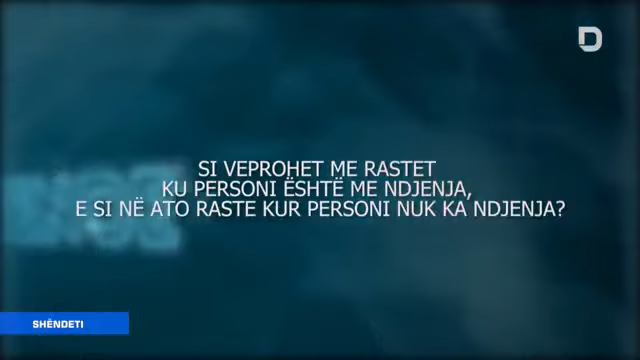 D
SI VEPROHET ME RASTET
KU PERSONI ËSHTË ME NDJENJA,
E SI NË ATO RASTE KUR PERSONI NUK KA NDJENJA?
SHËNDETI